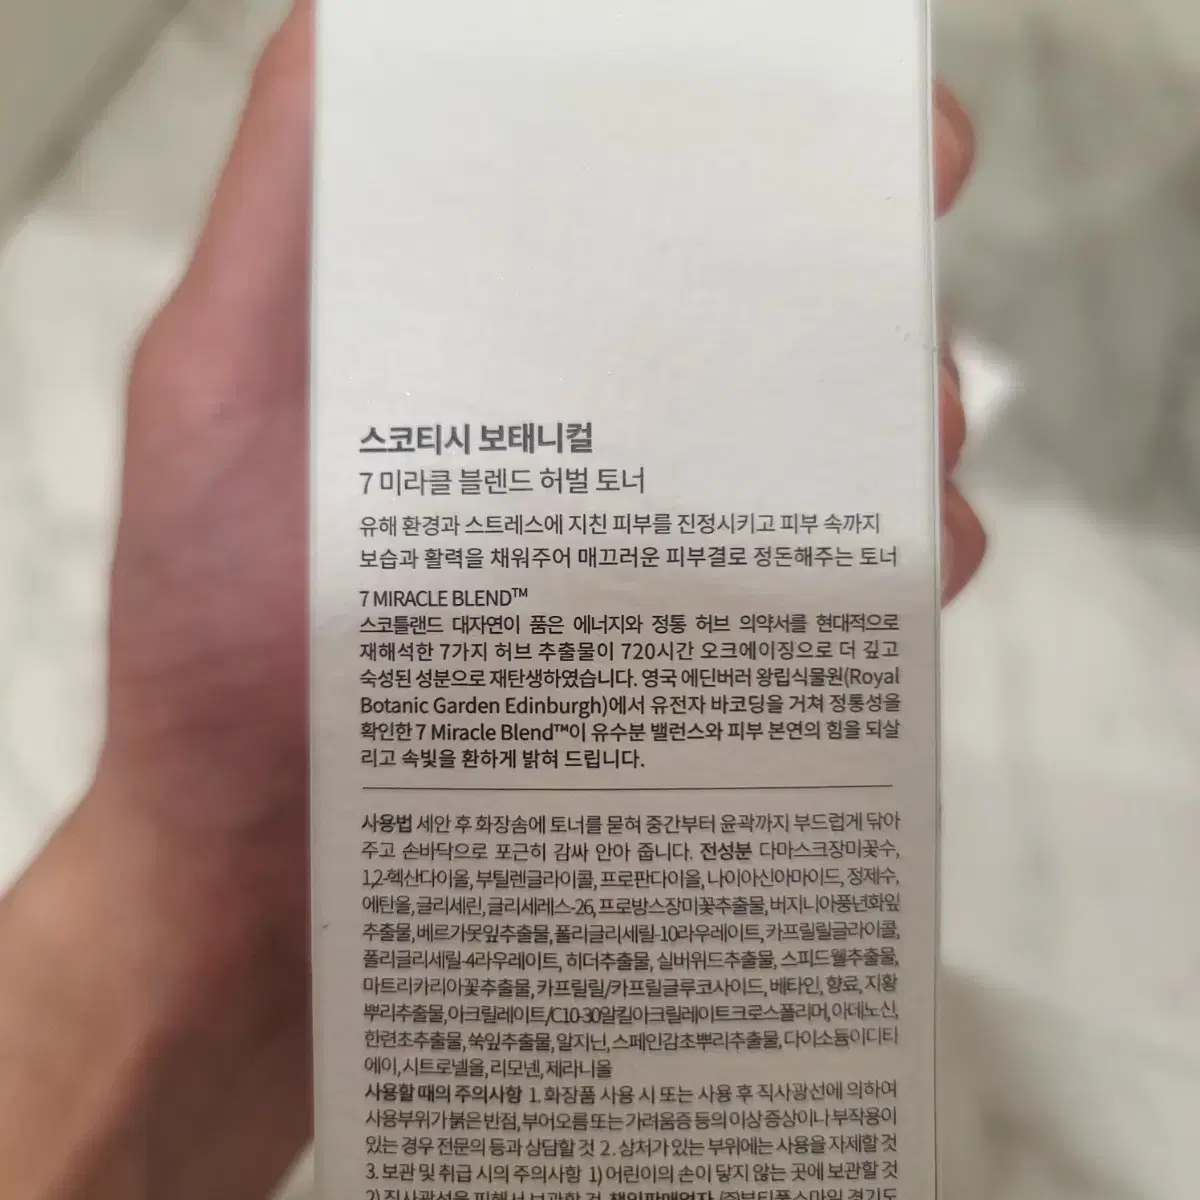 스코티시 보태니컬
7 미라클 블렌드 허벌 토너
유해 환경과 스트레스에 지친 피부를 진정시키고 피부 속까지
보습과 활력을 채워주어 매끄러운 피부결로 정돈해주는 토너
7 MIRACLE BLEND™
스코틀랜드 대자연이 품은 에너지와 정통 허브 의약서를 현대적으로
재해석한 7가지 허브 추출물이 720시간 오크에이징으로 더 깊고
숙성된 성분으로 재탄생하였습니다. 영국 에딘버러 왕립식물원(Royal
Botanic Garden Edinburgh)에서 유전자 바코딩을 거쳐 정통성을
확인한 7 Miracle Blend™이 유수분 밸런스와 피부 본연의 힘을 되살
리고 속빛을 환하게 밝혀 드립니다.
사용법 세안 후 화장솜에 토너를 묻혀 중간부터 윤곽까지 부드럽게 닦아
주고 손바닥으로 포근히 감싸 안아 줍니다. 전성분 다마스크장미꽃수,
1,2-헥산다이올, 부틸렌글라이콜, 프로판다이올, 나이아신아마이드, 정제수,
에탄올, 글리세린, 글리세레스-26, 프로방스장미꽃추출물, 버지니아풍년화잎
추출물, 베르가못잎추출물, 폴리글리세릴-10라우레이트, 카프릴릴글라이콜,
폴리글리세릴-4라우레이트, 히더추출물, 실버위드추출물, 스피드웰추출물,
마트리카리아꽃추출물, 카프릴릴/카프릴글루코사이드, 베타인, 향료, 지황
뿌리추출물, 아크릴레이트/C10-30알킬아크릴레이트크로스폴리머, 아데노신,
한련초추출물, 쑥잎추출물, 알지닌, 스페인감초뿌리추출물, 다이소듐이디티
에이, 시트로넬올, 리모넨, 제라니올
사용할 때의 주의사항 1. 화장품 사용 시 또는 사용 후 직사광선에 의하여
사용부위가 붉은 반점, 부어오름 또는 가려움증 등의 이상 증상이나 부작용이
있는 경우 전문의 등과 상담할 것 2. 상처가 있는 부위에는 사용을 자제할 것
3. 보관 및 취급 시의 주의사항 1) 어린이의 손이 닿지 않는 곳에 보관할 것
2) 직사광선을 피해서 보관할 것 책임판매업자 ㈜뷰티풀스마일 경기도